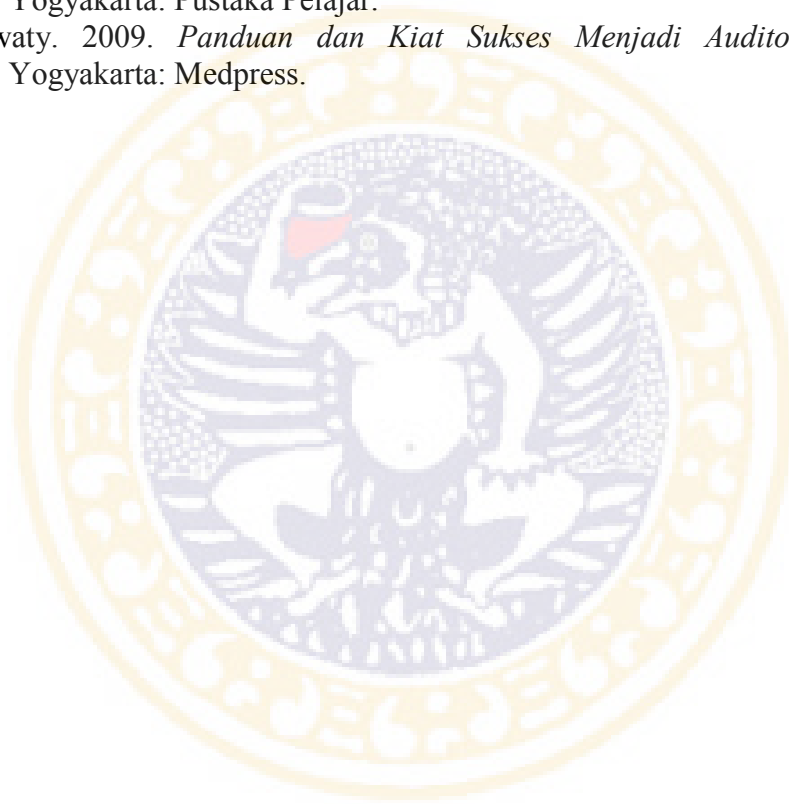 Yogyakarta: Pustaka Pelajar.
waty. 2009. Panduan dan Kiat Sukses Menjadi Audito
Yogyakarta: Medpress.